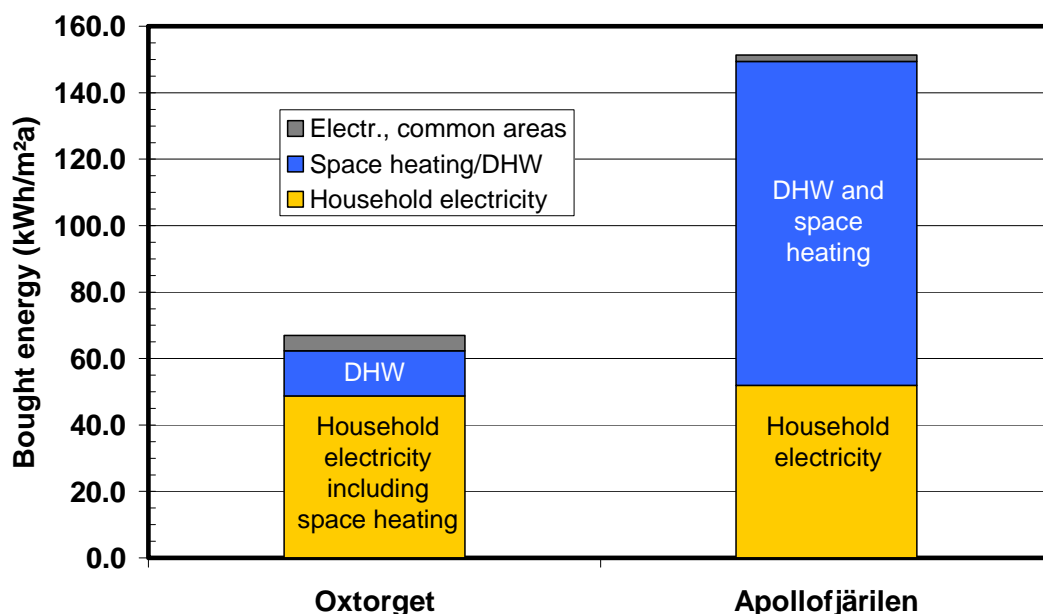 160.0
140.0
120.0
100.0
80.0
60.0
40.0
20.0
0.0
Bought energy (kWh/m²a)
Electr., common areas
Space heating/DHW
Household electricity
DHW
Household
electricity
including
space heating
DHW and
space
heating
Household
electricity
Oxtorget
Apollofjärilen